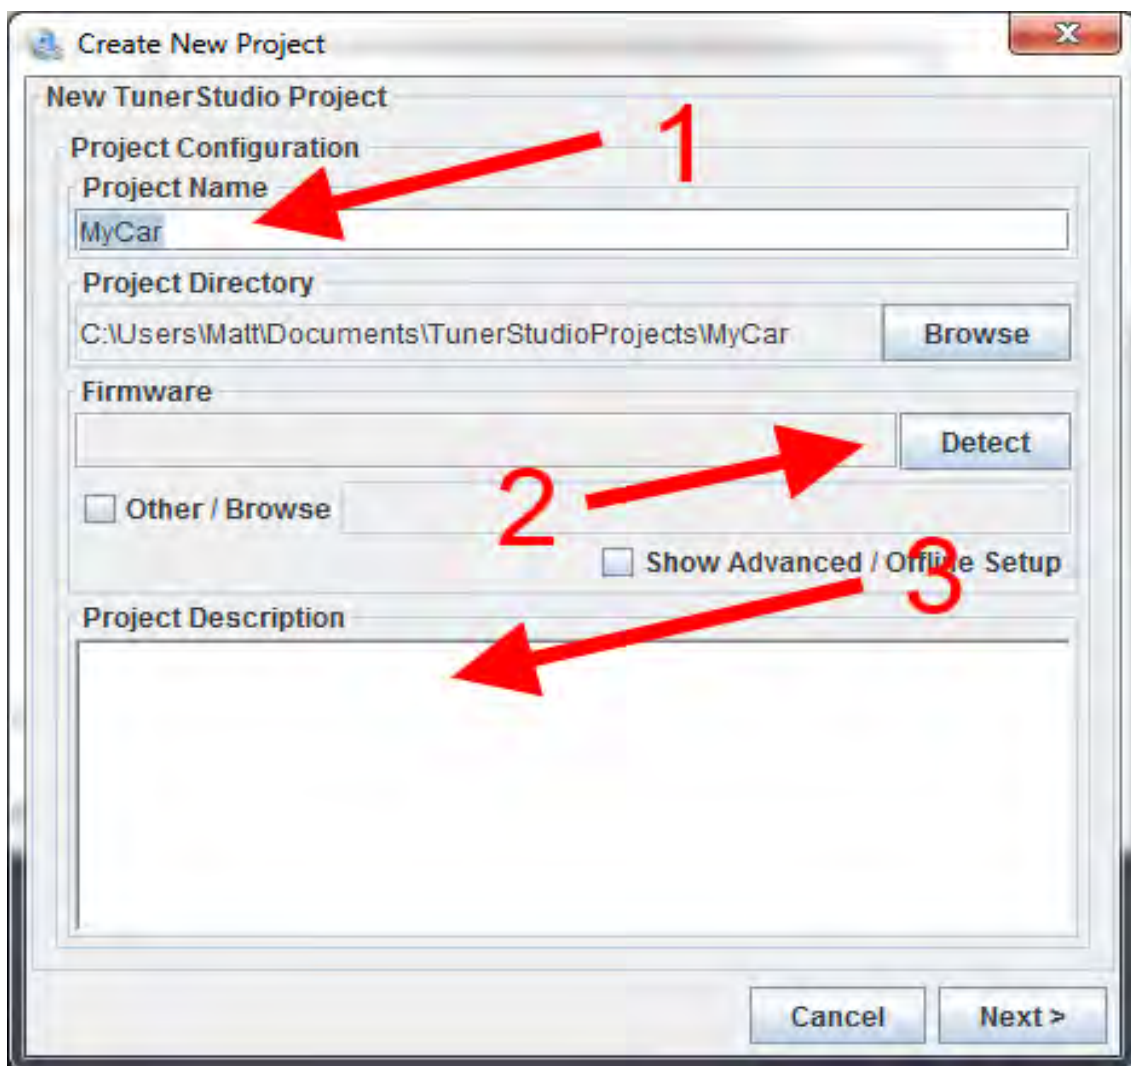 Create New Project
New TunerStudio Project
Project Configuration
1
Project Name
MyCar
Project Directory
C:\Users\Matt\Documents\TunerStudioProjects\MyCar Browse
Firmware
Detect
2
Other / Browse
Show Advanced / Offline Setup
3
Project Description
Cancel Next >